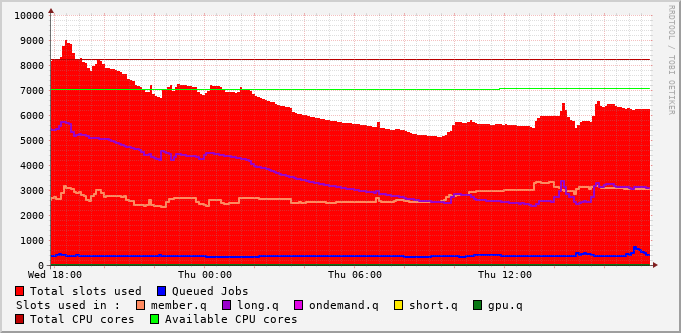 10000
9000
8000
7000
6000
5000
4000
3000
2000
1000
0
Wed 18:00 Thu 00:00 Thu 06:00 Thu 12:00
Total slots used Queued Jobs
Slots used in : member.q long.q ondemand.q short.q gpu.q
Total CPU cores Available CPU cores
RRDTOOL / TOBI OETIKER